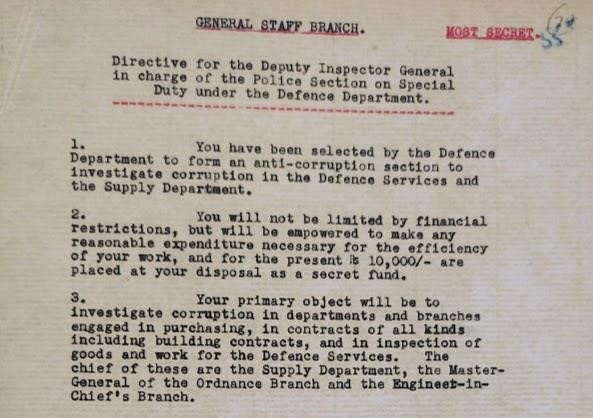 GENERAL STAFF BRANCH.
MOST SECRET.
Directive for the Deputy Inspector General
in charge of the Police Section on Special
Duty under the Defence Department.
1. You have been selected by the Defence
Department to form an anti-corruption section to
investigate corruption in the Defence Services and
the Supply Department.
2. You will not be limited by financial
restrictions, but will be empowered to make any
reasonable expenditure necessary for the efficiency
of your work, and for the present Rs 10,000/- are
placed at your disposal as a secret fund.
3. Your primary object will be to
investigate corruption in departments and branches
engaged in purchasing, in contracts of all kinds
including building contracts, and in inspection of
goods and work for the Defence Services. The
chief of these are the Supply Department, the Master-
General of the Ordnance Branch and the Engineer-in-
Chief's Branch.